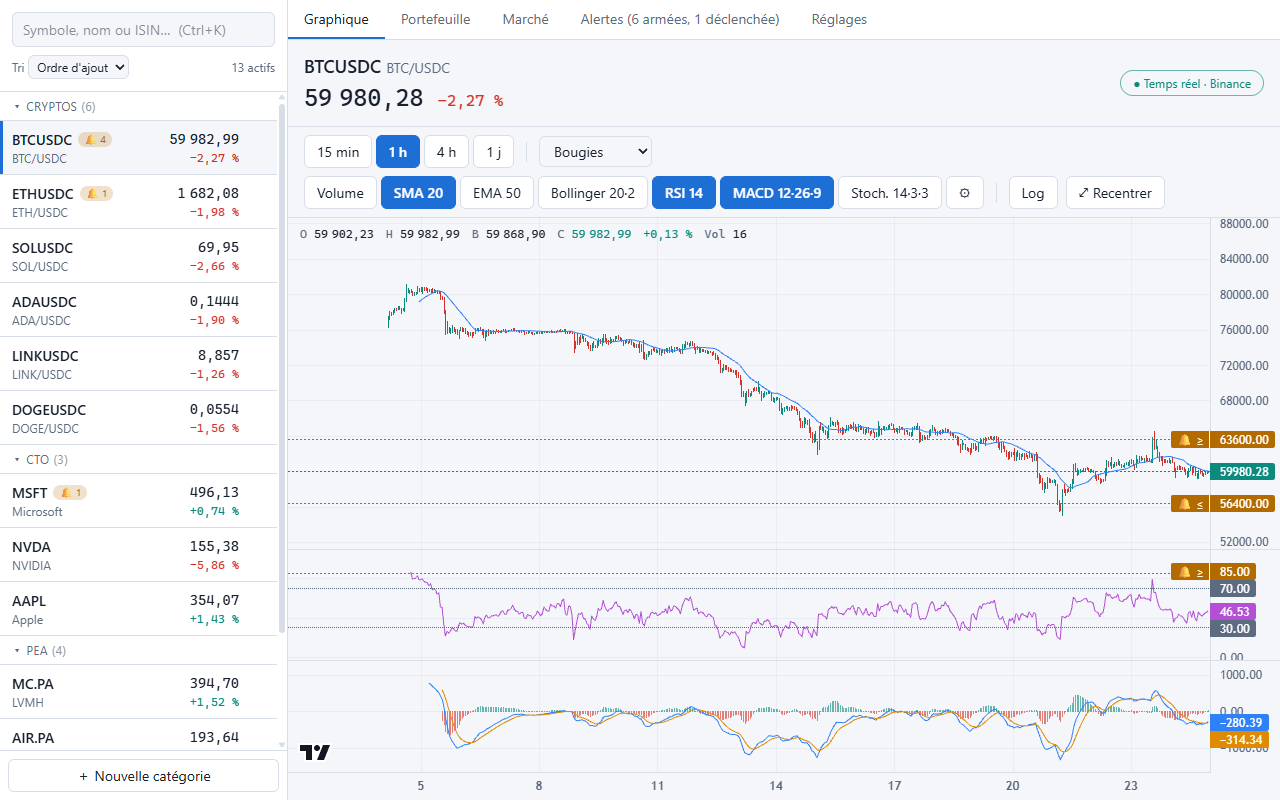 Symbole, nom ou ISIN... (Ctrl+K)
Tri Ordre d'ajout 13 actifs
CRYPTOS (6)
BTCUSDC 4 59 982,99
BTC/USDC −2,27 %
ETHUSDC 1 1 682,08
ETH/USDC −1,98 %
SOLUSDC 69,95
SOL/USDC −2,66 %
ADAUSDC 0,1444
ADA/USDC −1,90 %
LINKUSDC 8,857
LINK/USDC −1,26 %
DOGEUSDC 0,0554
DOGE/USDC −1,56 %
CTO (3)
MSFT 1 496,13
Microsoft +0,74 %
NVDA 155,38
NVIDIA −5,86 %
AAPL 354,07
Apple +1,43 %
PEA (4)
MC.PA 394,70
LVMH +1,52 %
AIR.PA 193,64
+ Nouvelle catégorie
Graphique Portefeuille Marché Alertes (6 armées, 1 déclenchée) Réglages
BTCUSDC BTC/USDC
59 980,28 −2,27 %
● Temps réel · Binance
15 min 1 h 4 h 1 j Bougies
Volume SMA 20 EMA 50 Bollinger 20·2 RSI 14 MACD 12·26·9 Stoch. 14·3·3 ⚙ Log ⤢ Recentrer
O 59 902,23 H 59 982,99 B 59 868,90 C 59 982,99 +0,13 % Vol 16
88000.00
84000.00
80000.00
76000.00
72000.00
68000.00
≥ 63600.00
59980.28
≤ 56400.00
52000.00
≥ 85.00
70.00
46.53
30.00
0.00
1000.00
0.00
−280.39
−314.34
−1000.00
5 8 11 14 17 20 23